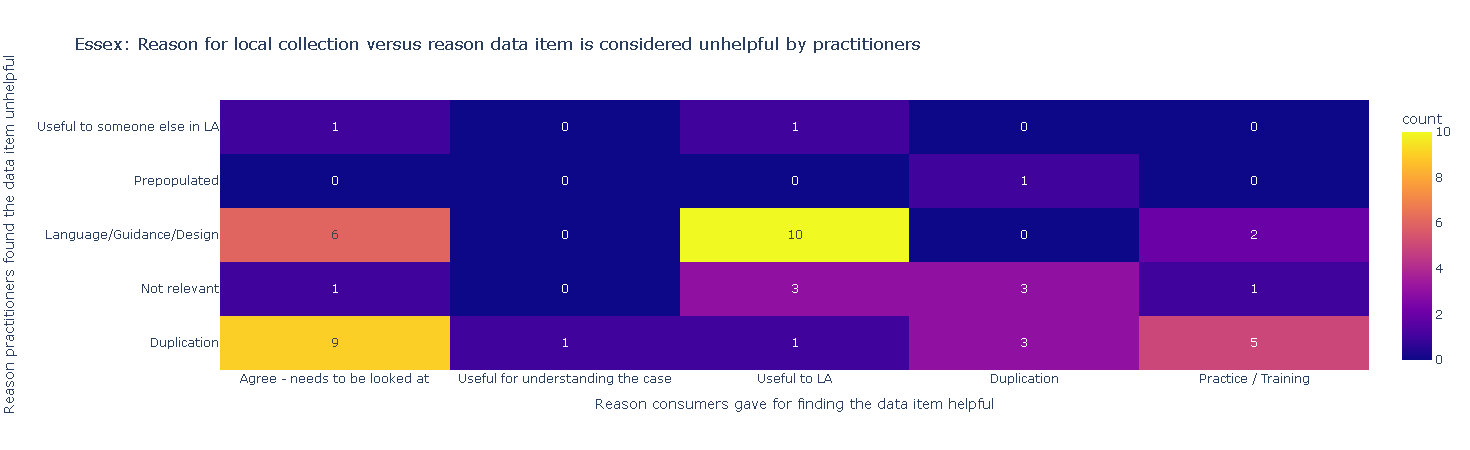 Essex: Reason for local collection versus reason data item is considered unhelpful by practitioners
Reason practitioners found the data item unhelpful
Useful to someone else in LA 1 0 1 0 0
Prepopulated 0 0 0 1 0
Language/Guidance/Design 6 0 10 0 2
Not relevant 1 0 3 3 1
Duplication 9 1 1 3 5
Agree - needs to be looked at Useful for understanding the case Useful to LA Duplication Practice / Training
Reason consumers gave for finding the data item helpful
count
10
8
6
4
2
0